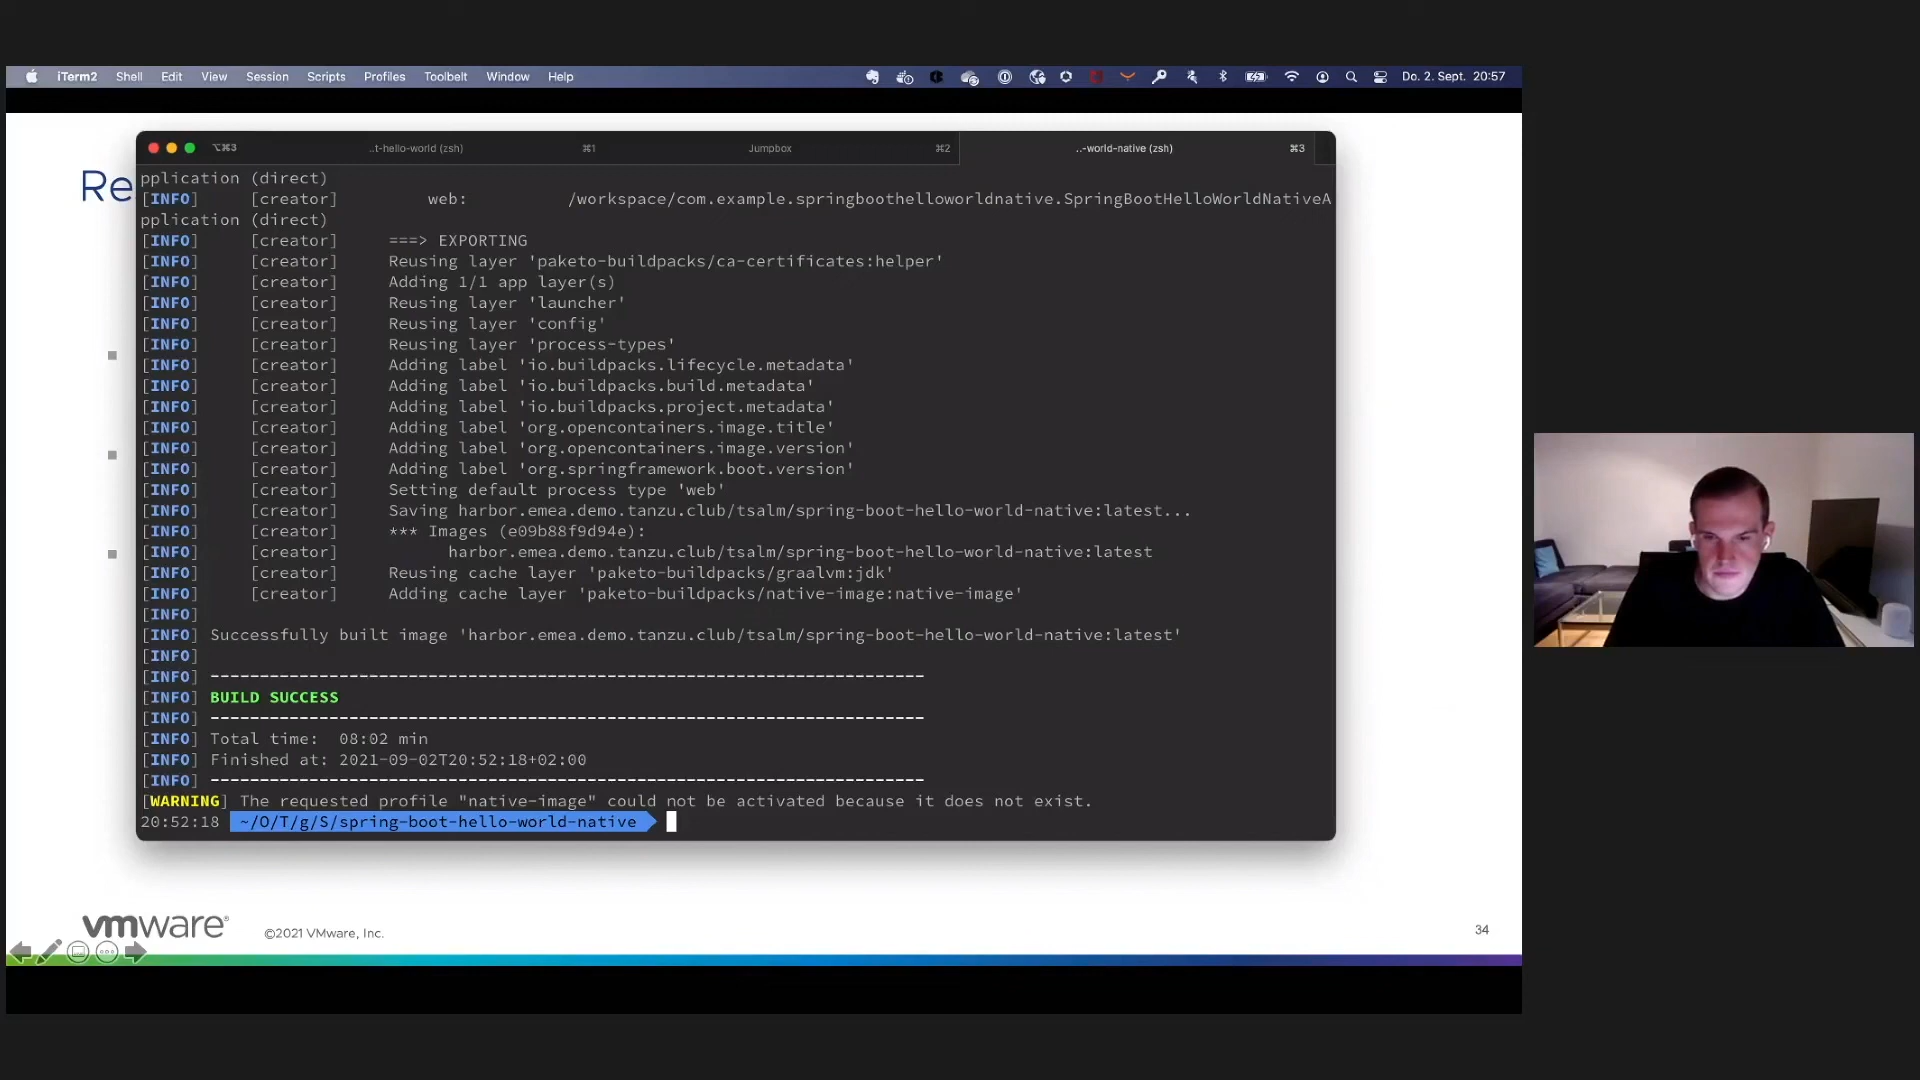 iTerm2 Shell Edit View Session Scripts Profiles Toolbelt Window Help Do. 2. Sept. 20:57
⌥⌘3 ..t-hello-world (zsh) ⌘1 Jumpbox ⌘2 ..-world-native (zsh) ⌘3
Re
pplication (direct)
[INFO] [creator] web: /workspace/com.example.springboothelloworldnative.SpringBootHelloWorldNativeA
pplication (direct)
[INFO] [creator] ===> EXPORTING
[INFO] [creator] Reusing layer 'paketo-buildpacks/ca-certificates:helper'
[INFO] [creator] Adding 1/1 app layer(s)
[INFO] [creator] Reusing layer 'launcher'
[INFO] [creator] Reusing layer 'config'
[INFO] [creator] Reusing layer 'process-types'
[INFO] [creator] Adding label 'io.buildpacks.lifecycle.metadata'
[INFO] [creator] Adding label 'io.buildpacks.build.metadata'
[INFO] [creator] Adding label 'io.buildpacks.project.metadata'
[INFO] [creator] Adding label 'org.opencontainers.image.title'
[INFO] [creator] Adding label 'org.opencontainers.image.version'
[INFO] [creator] Adding label 'org.springframework.boot.version'
[INFO] [creator] Setting default process type 'web'
[INFO] [creator] Saving harbor.emea.demo.tanzu.club/tsalm/spring-boot-hello-world-native:latest...
[INFO] [creator] *** Images (e09b88f9d94e):
[INFO] [creator] harbor.emea.demo.tanzu.club/tsalm/spring-boot-hello-world-native:latest
[INFO] [creator] Reusing cache layer 'paketo-buildpacks/graalvm:jdk'
[INFO] [creator] Adding cache layer 'paketo-buildpacks/native-image:native-image'
[INFO]
[INFO] Successfully built image 'harbor.emea.demo.tanzu.club/tsalm/spring-boot-hello-world-native:latest'
[INFO]
[INFO] ------------------------------------------------------------------------
[INFO] BUILD SUCCESS
[INFO] ------------------------------------------------------------------------
[INFO] Total time:  08:02 min
[INFO] Finished at: 2021-09-02T20:52:18+02:00
[INFO] ------------------------------------------------------------------------
[WARNING] The requested profile "native-image" could not be activated because it does not exist.
20:52:18 ~/O/T/g/S/spring-boot-hello-world-native
vmware® ©2021 VMware, Inc. 34